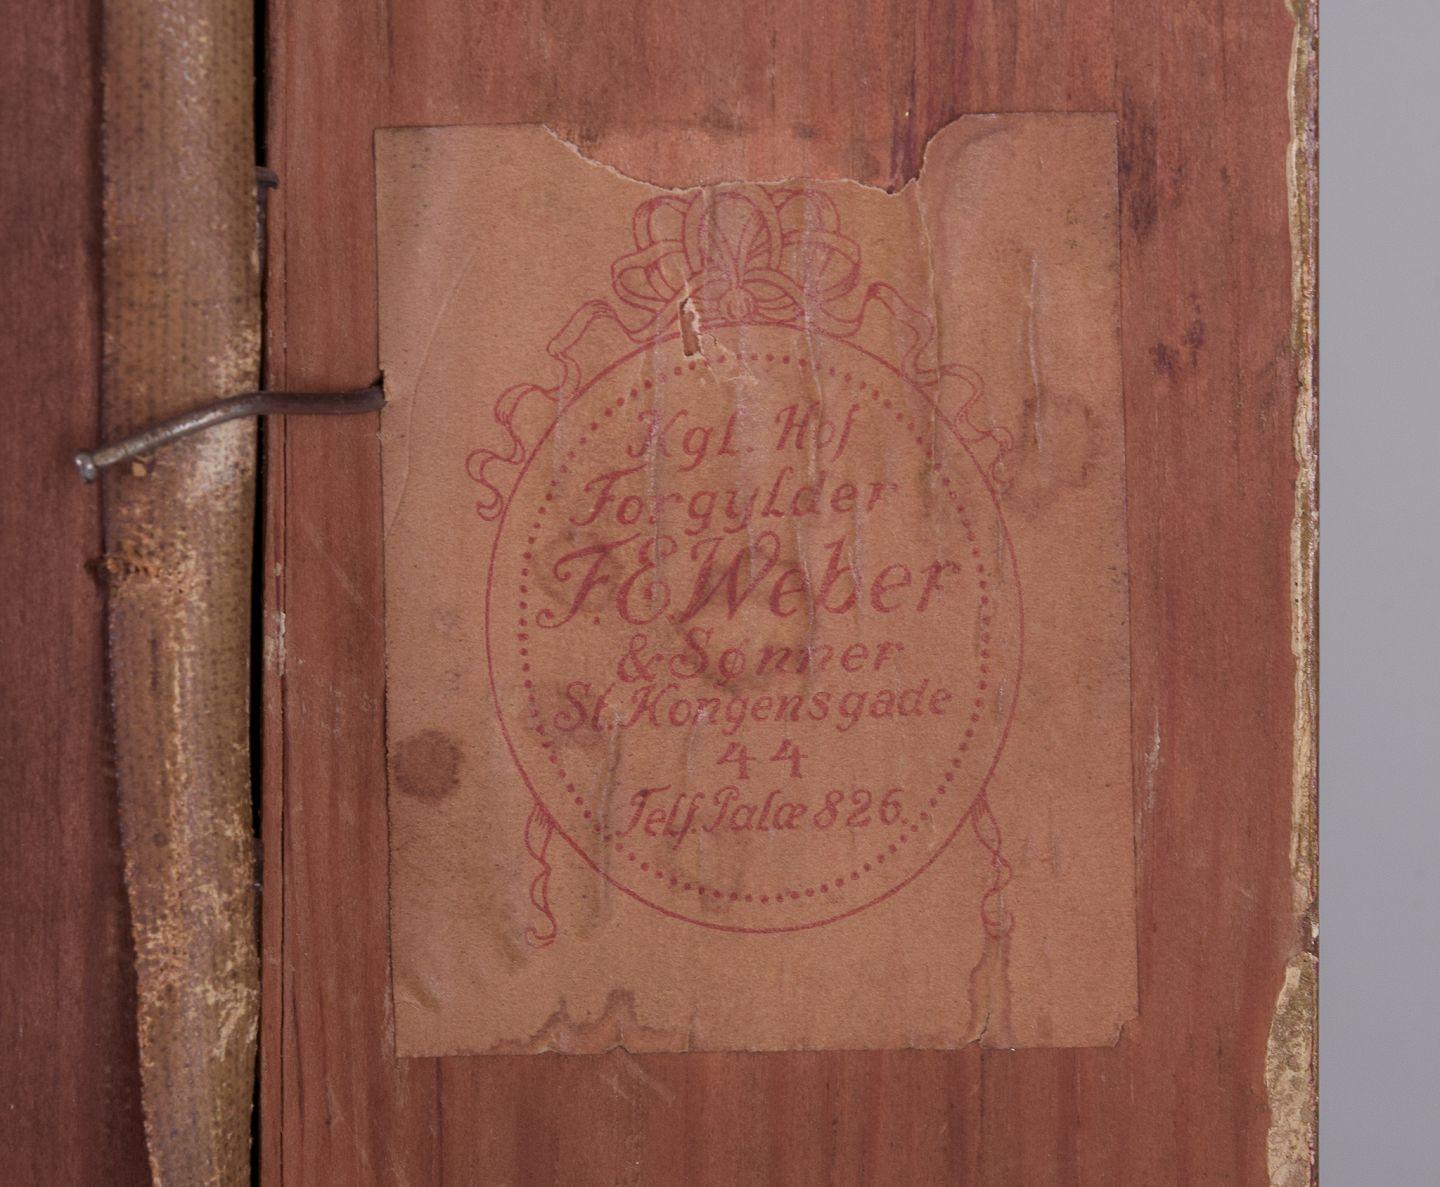 Kgl. Hof
Forgylder
F. E. Weber
& Sønner
St. Kongensgade
44
Telf. Palæ 826.